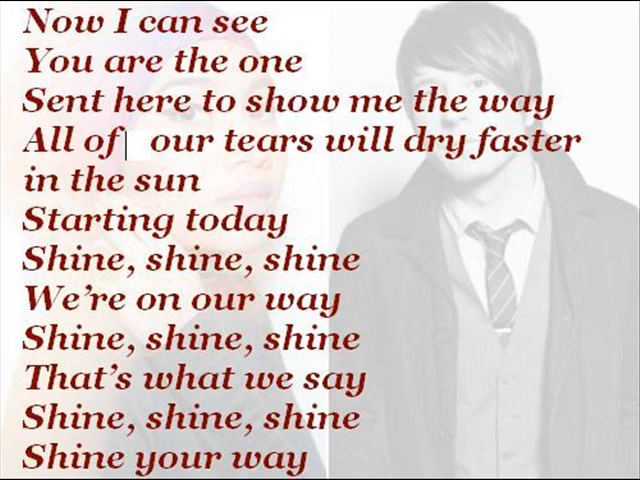 Now I can see
You are the one
Sent here to show me the way
All of our tears will dry faster
in the sun
Starting today
Shine, shine, shine
We're on our way
Shine, shine, shine
That's what we say
Shine, shine, shine
Shine your way